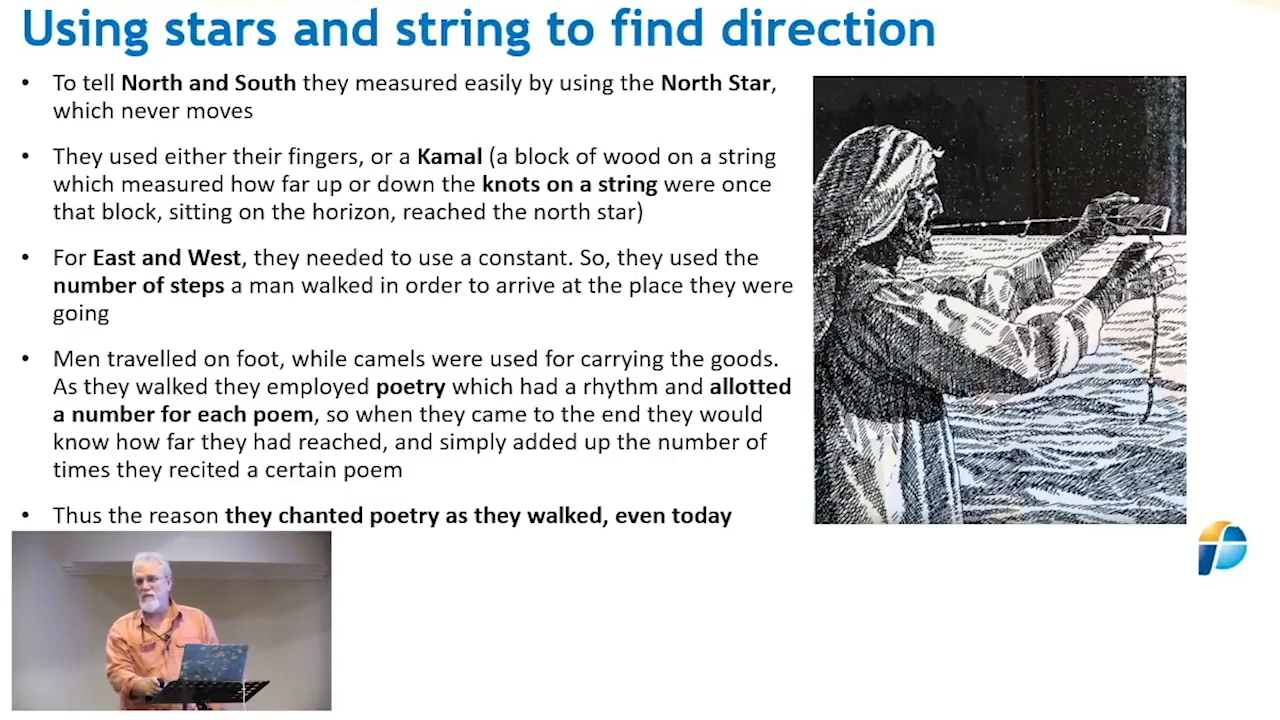 Using stars and string to find direction
• To tell North and South they measured easily by using the North Star,
which never moves
• They used either their fingers, or a Kamal (a block of wood on a string
which measured how far up or down the knots on a string were once
that block, sitting on the horizon, reached the north star)
• For East and West, they needed to use a constant. So, they used the
number of steps a man walked in order to arrive at the place they were
going
• Men travelled on foot, while camels were used for carrying the goods.
As they walked they employed poetry which had a rhythm and allotted
a number for each poem, so when they came to the end they would
know how far they had reached, and simply added up the number of
times they recited a certain poem
• Thus the reason they chanted poetry as they walked, even today